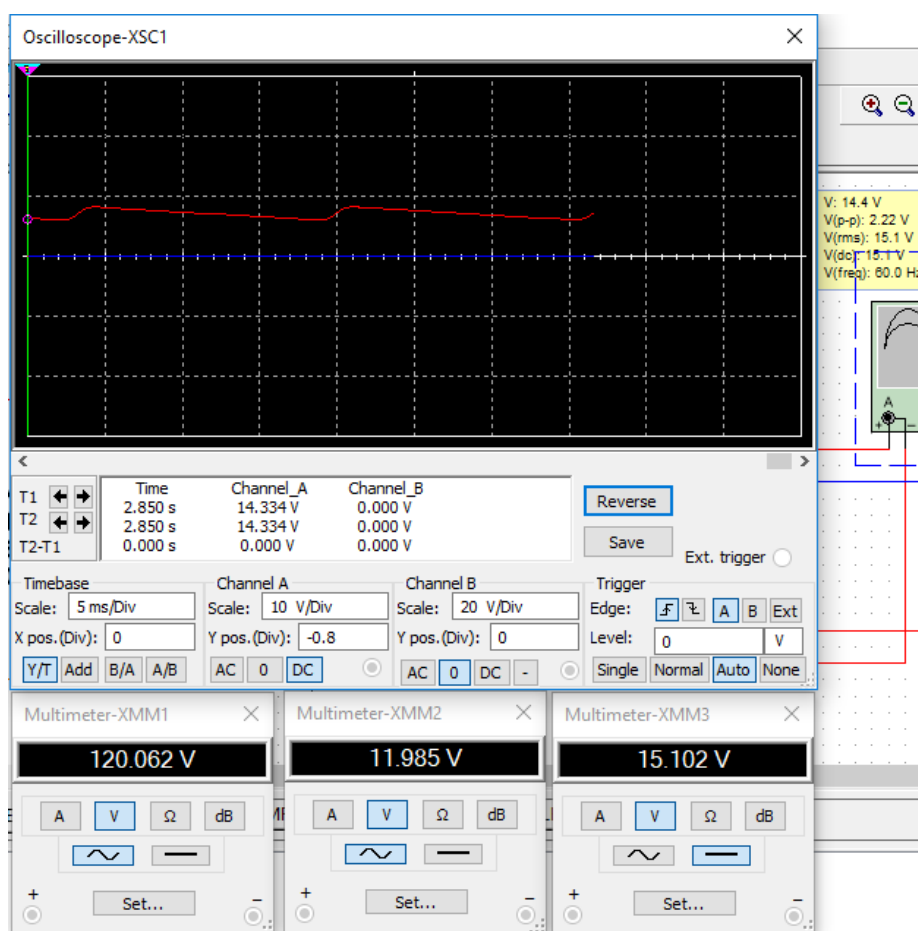 Oscilloscope-XSC1
V: 14.4 V
V(p-p): 2.22 V
V(rms): 15.1 V
V(dc): 15.1 V
V(freq): 60.0 Hz
A
+ −
T1
T2
T2-T1
Time Channel_A Channel_B
2.850 s 14.334 V 0.000 V
2.850 s 14.334 V 0.000 V
0.000 s 0.000 V 0.000 V
Reverse
Save
Ext. trigger
Timebase
Scale: 5 ms/Div
X pos.(Div): 0
Y/T Add B/A A/B
Channel A
Scale: 10 V/Div
Y pos.(Div): -0.8
AC 0 DC
Channel B
Scale: 20 V/Div
Y pos.(Div): 0
AC 0 DC -
Trigger
Edge: A B Ext
Level: 0 V
Single Normal Auto None
Multimeter-XMM1
120.062 V
A V Ω dB
+ −
Set...
Multimeter-XMM2
11.985 V
A V Ω dB
+ −
Set...
Multimeter-XMM3
15.102 V
A V Ω dB
+ −
Set...